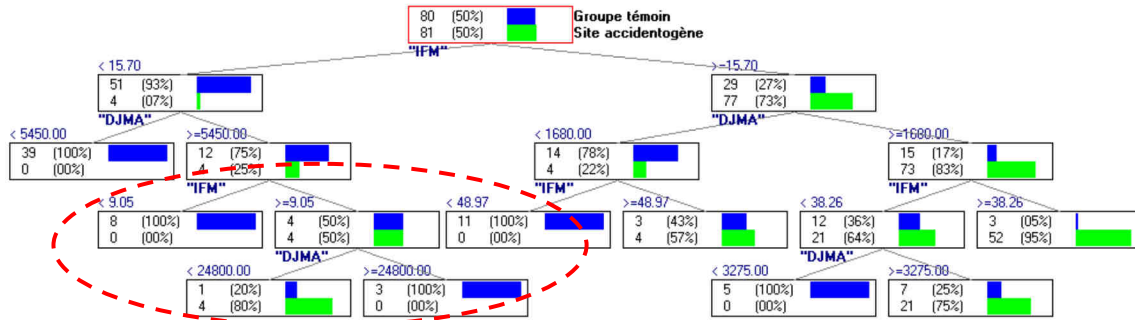 80 (50%) Groupe témoin
81 (50%) Site accidentogène
"IFM"
< 15.70 >=15.70
51 (93%) 29 (27%)
4 (07%) 77 (73%)
"DJMA" "DJMA"
< 5450.00 >=5450.00 < 1680.00 >=1680.00
39 (100%) 12 (75%) 14 (78%) 15 (17%)
0 (00%) 4 (25%) 4 (22%) 73 (83%)
"IFM" "IFM" "IFM"
< 9.05 >=9.05 < 48.97 >=48.97 < 38.26 >=38.26
8 (100%) 4 (50%) 11 (100%) 3 (43%) 12 (36%) 3 (05%)
0 (00%) 4 (50%) 0 (00%) 4 (57%) 21 (64%) 52 (95%)
"DJMA" "DJMA"
< 24800.00 >=24800.00 < 3275.00 >=3275.00
1 (20%) 3 (100%) 5 (100%) 7 (25%)
4 (80%) 0 (00%) 0 (00%) 21 (75%)